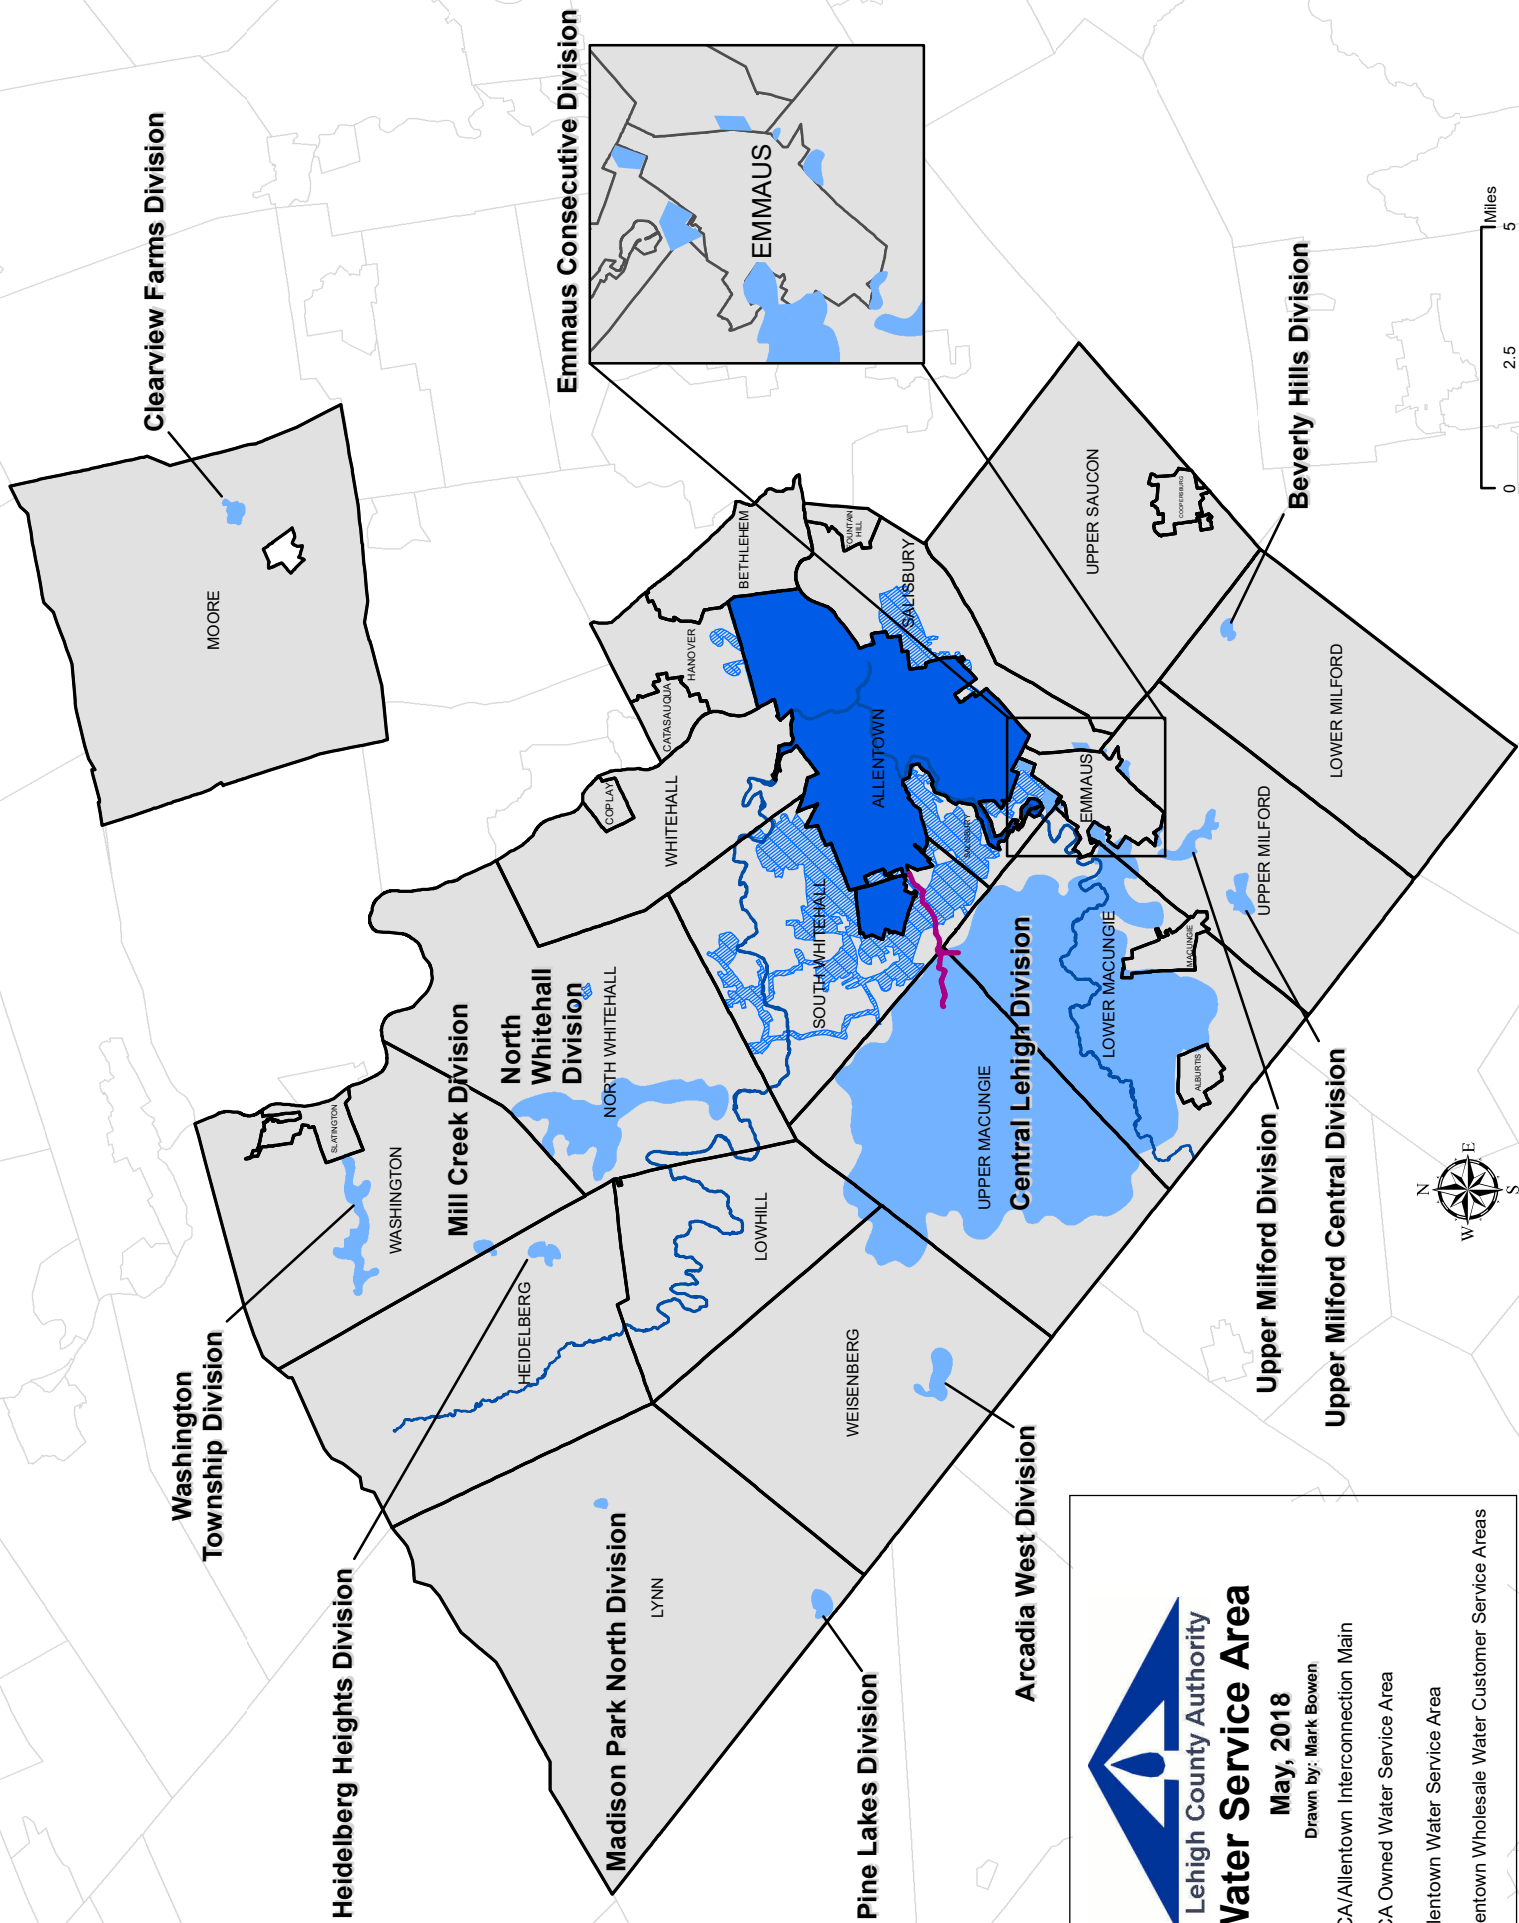 Clearview Farms Division
Emmaus Consecutive Division
EMMAUS
MOORE
Miles
0
2.5
5
Beverly Hills Division
BETHLEHEM
HANOVER
CATASAUQUA
COPLAY
WHITEHALL
FOUNTAIN
HILL
SALISBURY
UPPER SAUCON
COOPERSBURG
ALLENTOWN
SALISBURY
EMMAUS
LOWER MILFORD
UPPER MILFORD
SOUTH WHITEHALL
LOWER MACUNGIE
MACUNGIE
ALBURTIS
North
Whitehall
Division
NORTH WHITEHALL
Mill Creek Division
SLATINGTON
WASHINGTON
Central Lehigh Division
UPPER MACUNGIE
LOWHILL
HEIDELBERG
WEISENBERG
Washington
Township Division
Heidelberg Heights Division
Madison Park North Division
LYNN
Pine Lakes Division
Arcadia West Division
Upper Milford Division
Upper Milford Central Division
N
E
S
W
Lehigh County Authority
Water Service Area
May, 2018
Drawn by: Mark Bowen
CA/Allentown Interconnection Main
CA Owned Water Service Area
lentown Water Service Area
entown Wholesale Water Customer Service Areas